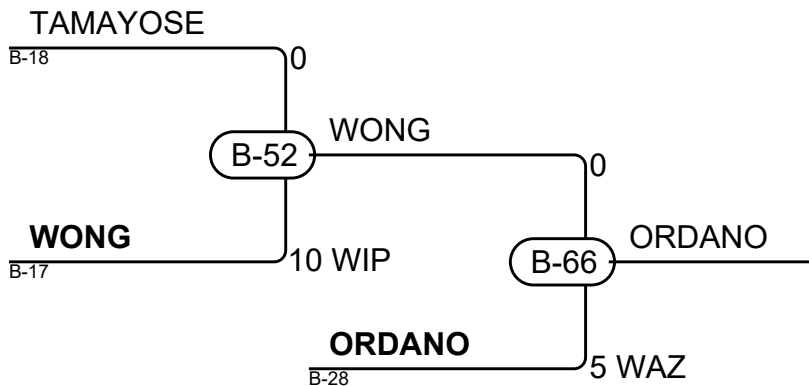 TAMAYOSE
B-18
0
B-52
WONG
0
WONG
B-17
10 WIP
B-66
ORDANO
ORDANO
B-28
5 WAZ